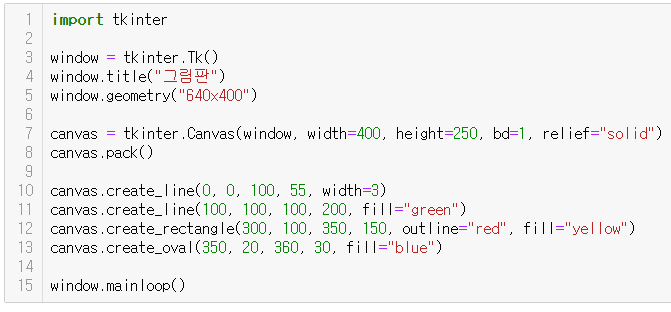 1 import tkinter
2
3 window = tkinter.Tk()
4 window.title("그림판")
5 window.geometry("640x400")
6
7 canvas = tkinter.Canvas(window, width=400, height=250, bd=1, relief="solid")
8 canvas.pack()
9
10 canvas.create_line(0, 0, 100, 55, width=3)
11 canvas.create_line(100, 100, 100, 200, fill="green")
12 canvas.create_rectangle(300, 100, 350, 150, outline="red", fill="yellow")
13 canvas.create_oval(350, 20, 360, 30, fill="blue")
14
15 window.mainloop()